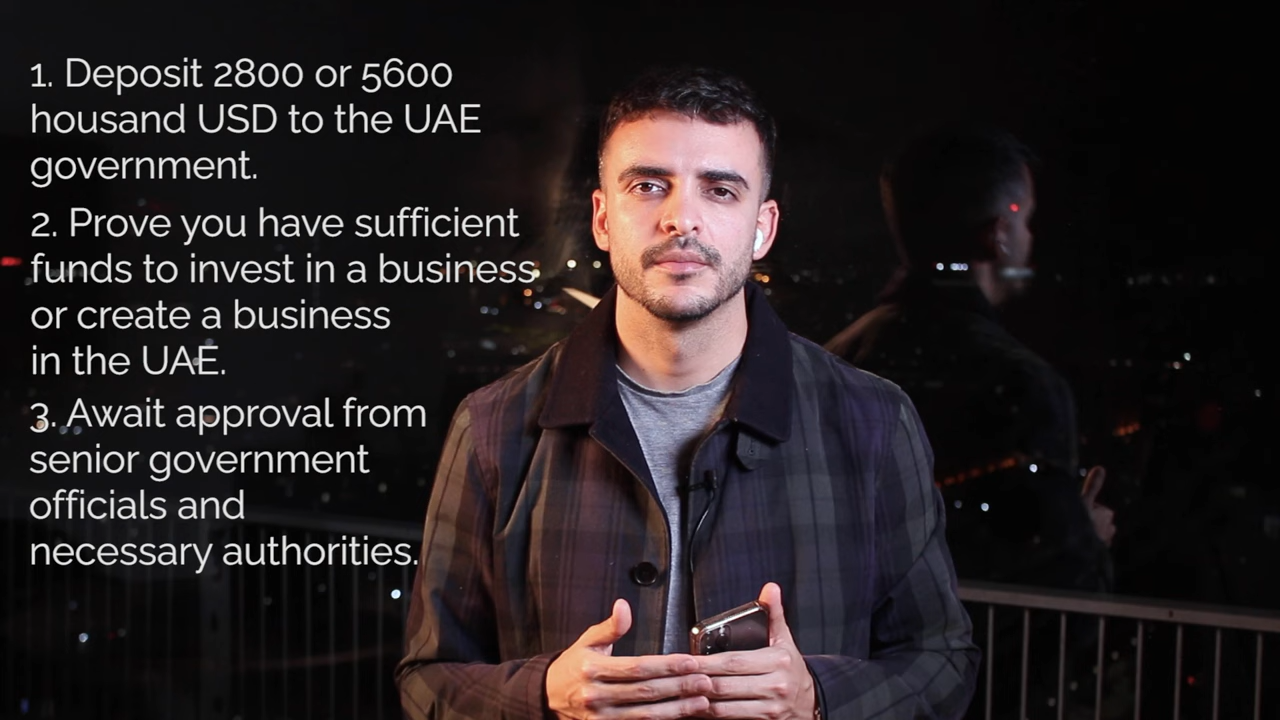 1. Deposit 2800 or 5600
housand USD to the UAE
government.
2. Prove you have sufficient
funds to invest in a business
or create a business
in the UAE.
3. Await approval from
senior government
officials and
necessary authorities.